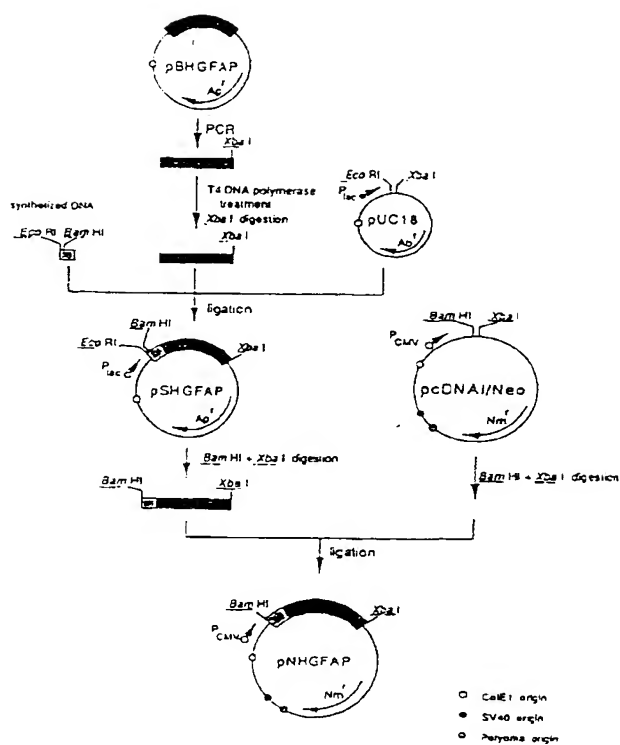 pBHGFAP
Ap r
PCR
Xba I
T4 DNA polymerase
treatment
Xba I digestion
Xba I
synthetized DNA
Eco RI Bam HI
Eco RI Xba I
P lac
pUC18
Ap r
ligation
Bam HI
Eco RI
P lac
Xba I
pSHGFAP
Ap r
Bam HI Xba I
P CMV
pcDNAI/Neo
Nm r
Bam HI + Xba I digestion
Bam HI + Xba I digestion
Bam HI Xba I
ligation
Bam HI
Xba I
P CMV
pNHGFAP
Nm r
ColE1 origin
SV40 origin
Polyoma origin